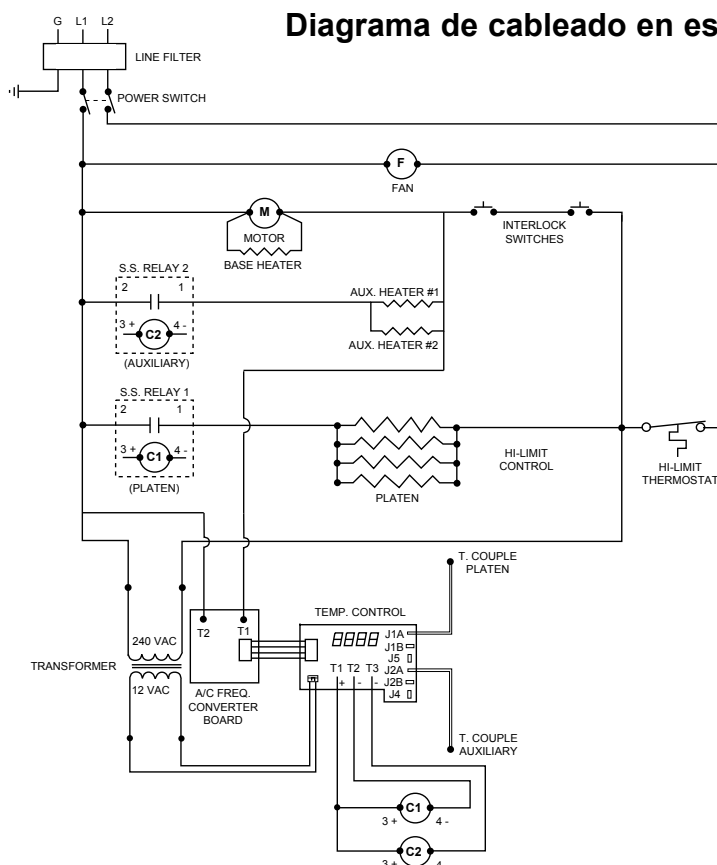 Diagrama de cableado en es
G L1 L2
LINE FILTER
POWER SWITCH
F
FAN
M
MOTOR
BASE HEATER
INTERLOCK
SWITCHES
S.S. RELAY 2
2 1
3 + C2 4 -
(AUXILIARY)
AUX. HEATER #1
AUX. HEATER #2
S.S. RELAY 1
2 1
3 + C1 4 -
(PLATEN)
PLATEN
HI-LIMIT
CONTROL
HI-LIMIT
THERMOSTAT
T. COUPLE
PLATEN
TEMP. CONTROL
T2 T1
8888
J1A
J1B
J5
J2A
J2B
J4
T1 T2 T3
+ - -
240 VAC
TRANSFORMER
12 VAC
A/C FREQ.
CONVERTER
BOARD
T. COUPLE
AUXILIARY
C1
3 + 4 -
C2
3 + 4